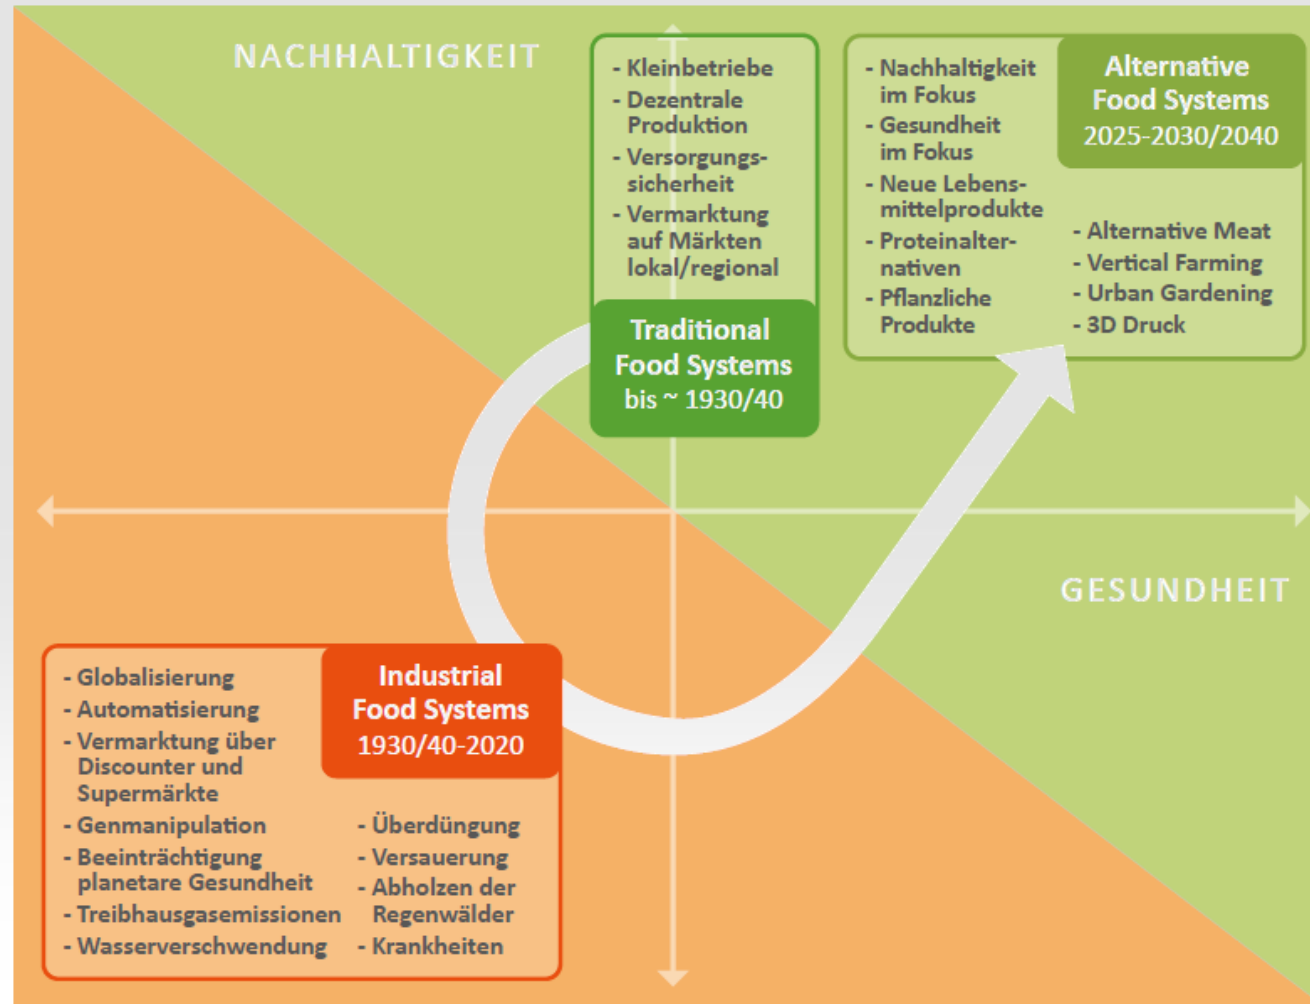 NACHHALTIGKEIT
- Kleinbetriebe
- Dezentrale
Produktion
- Versorgungs-
sicherheit
- Vermarktung
auf Märkten
lokal/regional
Traditional
Food Systems
bis ~ 1930/40
- Nachhaltigkeit
im Fokus
- Gesundheit
im Fokus
- Neue Lebens-
mittelprodukte
- Proteinalter-
nativen
- Pflanzliche
Produkte
Alternative
Food Systems
2025-2030/2040
- Alternative Meat
- Vertical Farming
- Urban Gardening
- 3D Druck
GESUNDHEIT
- Globalisierung
- Automatisierung
- Vermarktung über
Discounter und
Supermärkte
- Genmanipulation
- Beeinträchtigung
planetare Gesundheit
- Treibhausgasemissionen
- Wasserverschwendung
Industrial
Food Systems
1930/40-2020
- Überdüngung
- Versauerung
- Abholzen der
Regenwälder
- Krankheiten